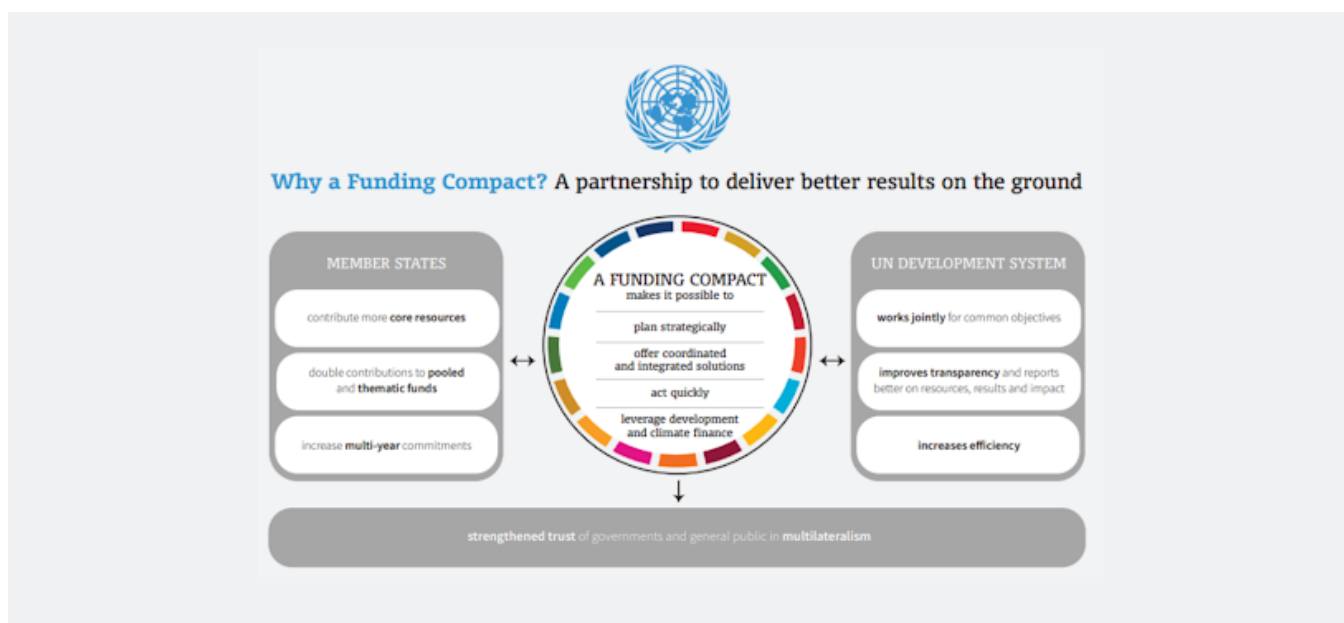 Why a Funding Compact? A partnership to deliver better results on the ground
MEMBER STATES
contribute more core resources
double contributions to pooled
and thematic funds
increase multi-year commitments
A FUNDING COMPACT
makes it possible to
plan strategically
offer coordinated
and integrated solutions
act quickly
leverage development
and climate finance
UN DEVELOPMENT SYSTEM
works jointly for common objectives
improves transparency and reports
better on resources, results and impact
increases efficiency
strengthened trust of governments and general public in multilateralism